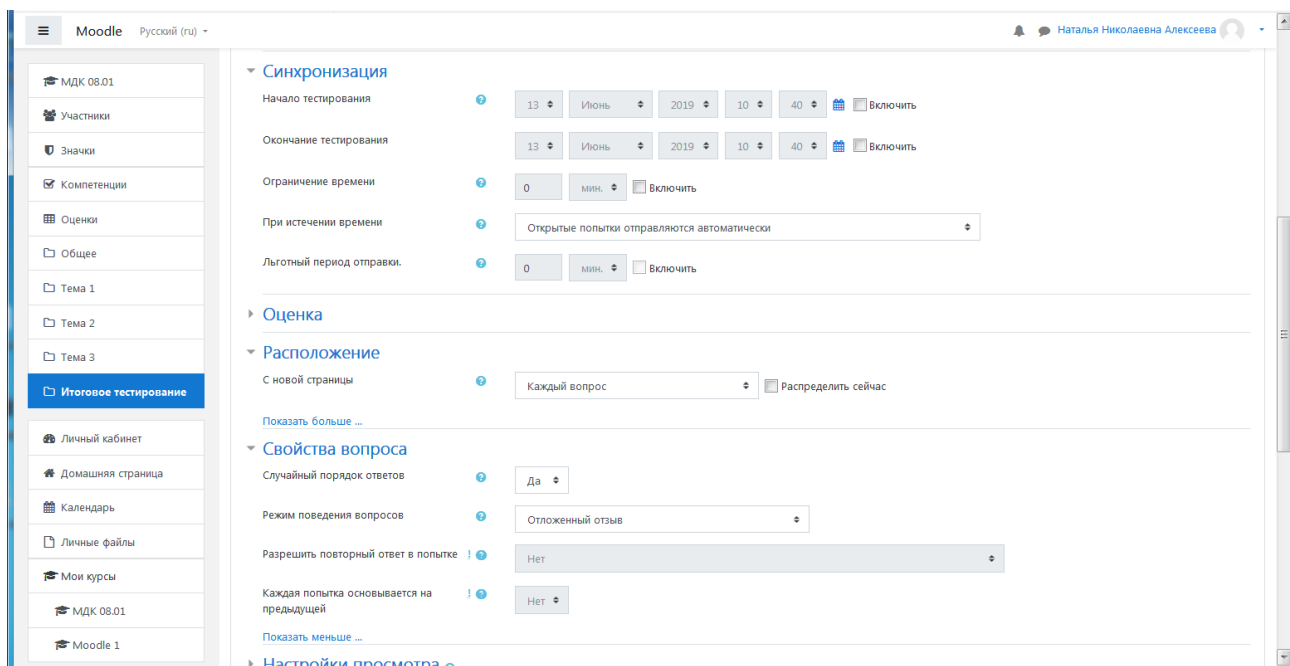 Moodle Русский (ru)
Наталья Николаевна Алексеева
МДК 08.01
Участники
Значки
Компетенции
Оценки
Общее
Тема 1
Тема 2
Тема 3
Итоговое тестирование
Личный кабинет
Домашняя страница
Календарь
Личные файлы
Мои курсы
МДК 08.01
Moodle 1
Синхронизация
Начало тестирования 13 Июнь 2019 10 40 Включить
Окончание тестирования 13 Июнь 2019 10 40 Включить
Ограничение времени 0 мин. Включить
При истечении времени Открытые попытки отправляются автоматически
Льготный период отправки. 0 мин. Включить
Оценка
Расположение
С новой страницы Каждый вопрос Распределить сейчас
Показать больше ...
Свойства вопроса
Случайный порядок ответов Да
Режим поведения вопросов Отложенный отзыв
Разрешить повторный ответ в попытке ! Нет
Каждая попытка основывается на ! Нет
предыдущей
Показать меньше ...
Настройки просмотра